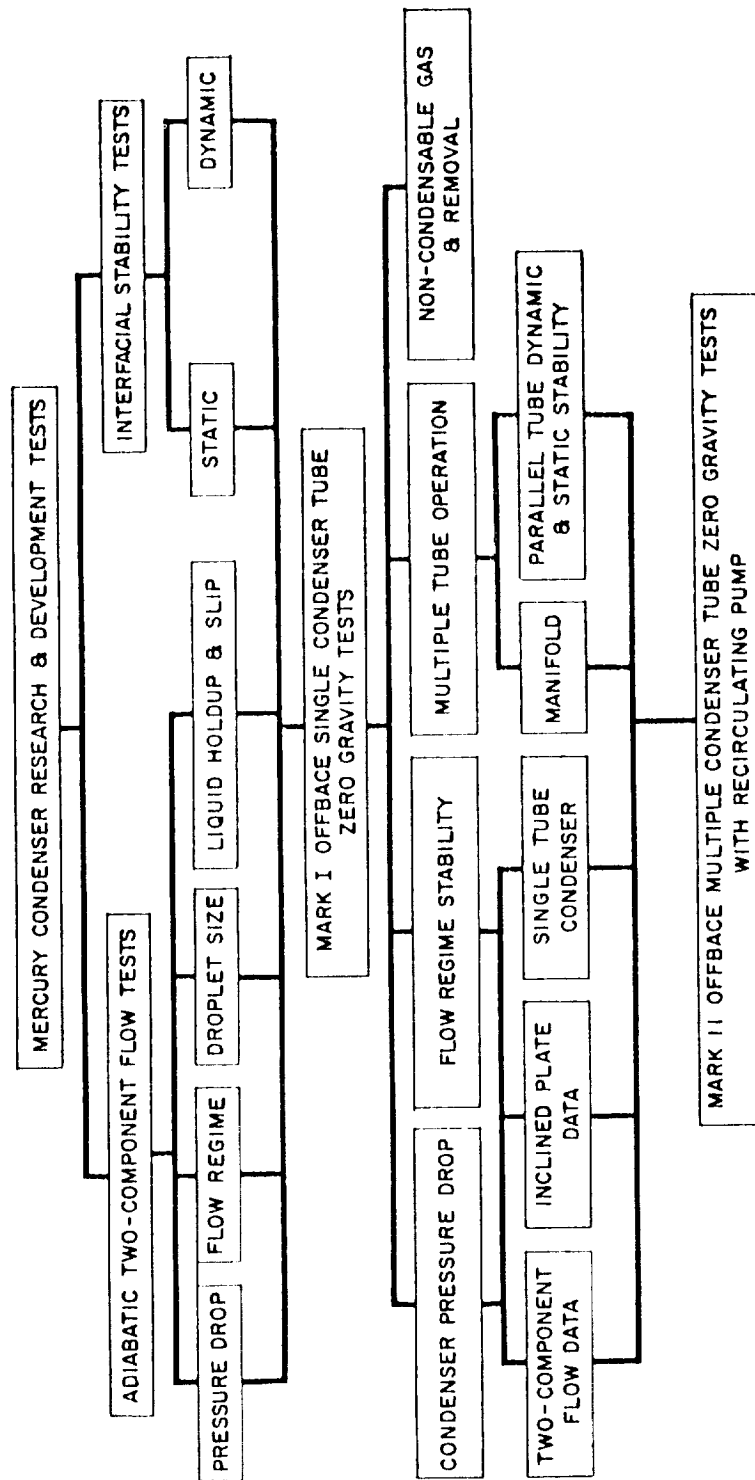 MERCURY CONDENSER RESEARCH & DEVELOPMENT TESTS
ADIABATIC TWO-COMPONENT FLOW TESTS
INTERFACIAL STABILITY TESTS
PRESSURE DROP
FLOW REGIME
DROPLET SIZE
LIQUID HOLDUP & SLIP
STATIC
DYNAMIC
MARK I OFFBACE SINGLE CONDENSER TUBE
ZERO GRAVITY TESTS
CONDENSER PRESSURE DROP
FLOW REGIME STABILITY
MULTIPLE TUBE OPERATION
NON-CONDENSABLE GAS
& REMOVAL
TWO-COMPONENT
FLOW DATA
INCLINED PLATE
DATA
SINGLE TUBE
CONDENSER
MANIFOLD
PARALLEL TUBE DYNAMIC
& STATIC STABILITY
MARK II OFFBACE MULTIPLE CONDENSER TUBE ZERO GRAVITY TESTS
WITH RECIRCULATING PUMP